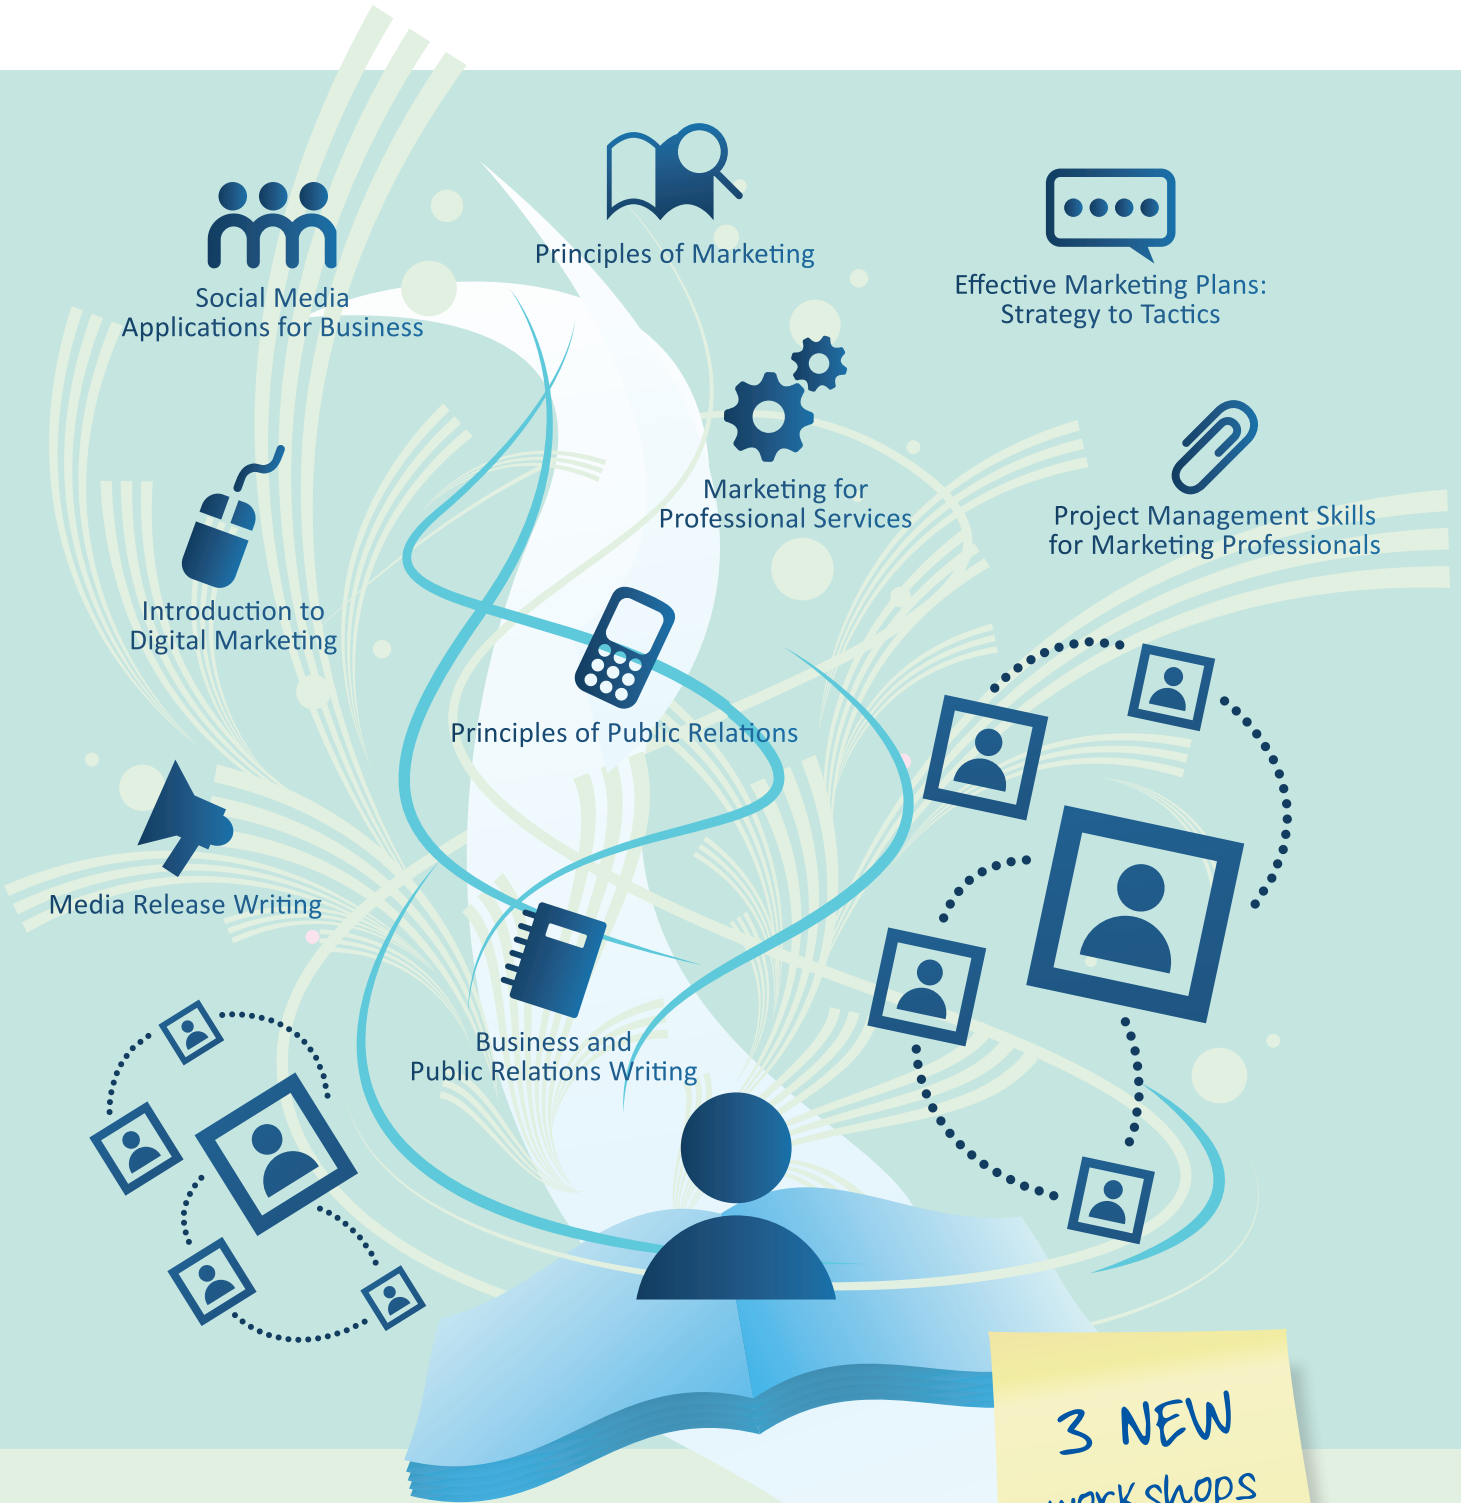 Principles of Marketing
Social Media
Applications for Business
Effective Marketing Plans:
Strategy to Tactics
Marketing for
Professional Services
Project Management Skills
for Marketing Professionals
Introduction to
Digital Marketing
Principles of Public Relations
Media Release Writing
Business and
Public Relations Writing
3 NEW
workshops